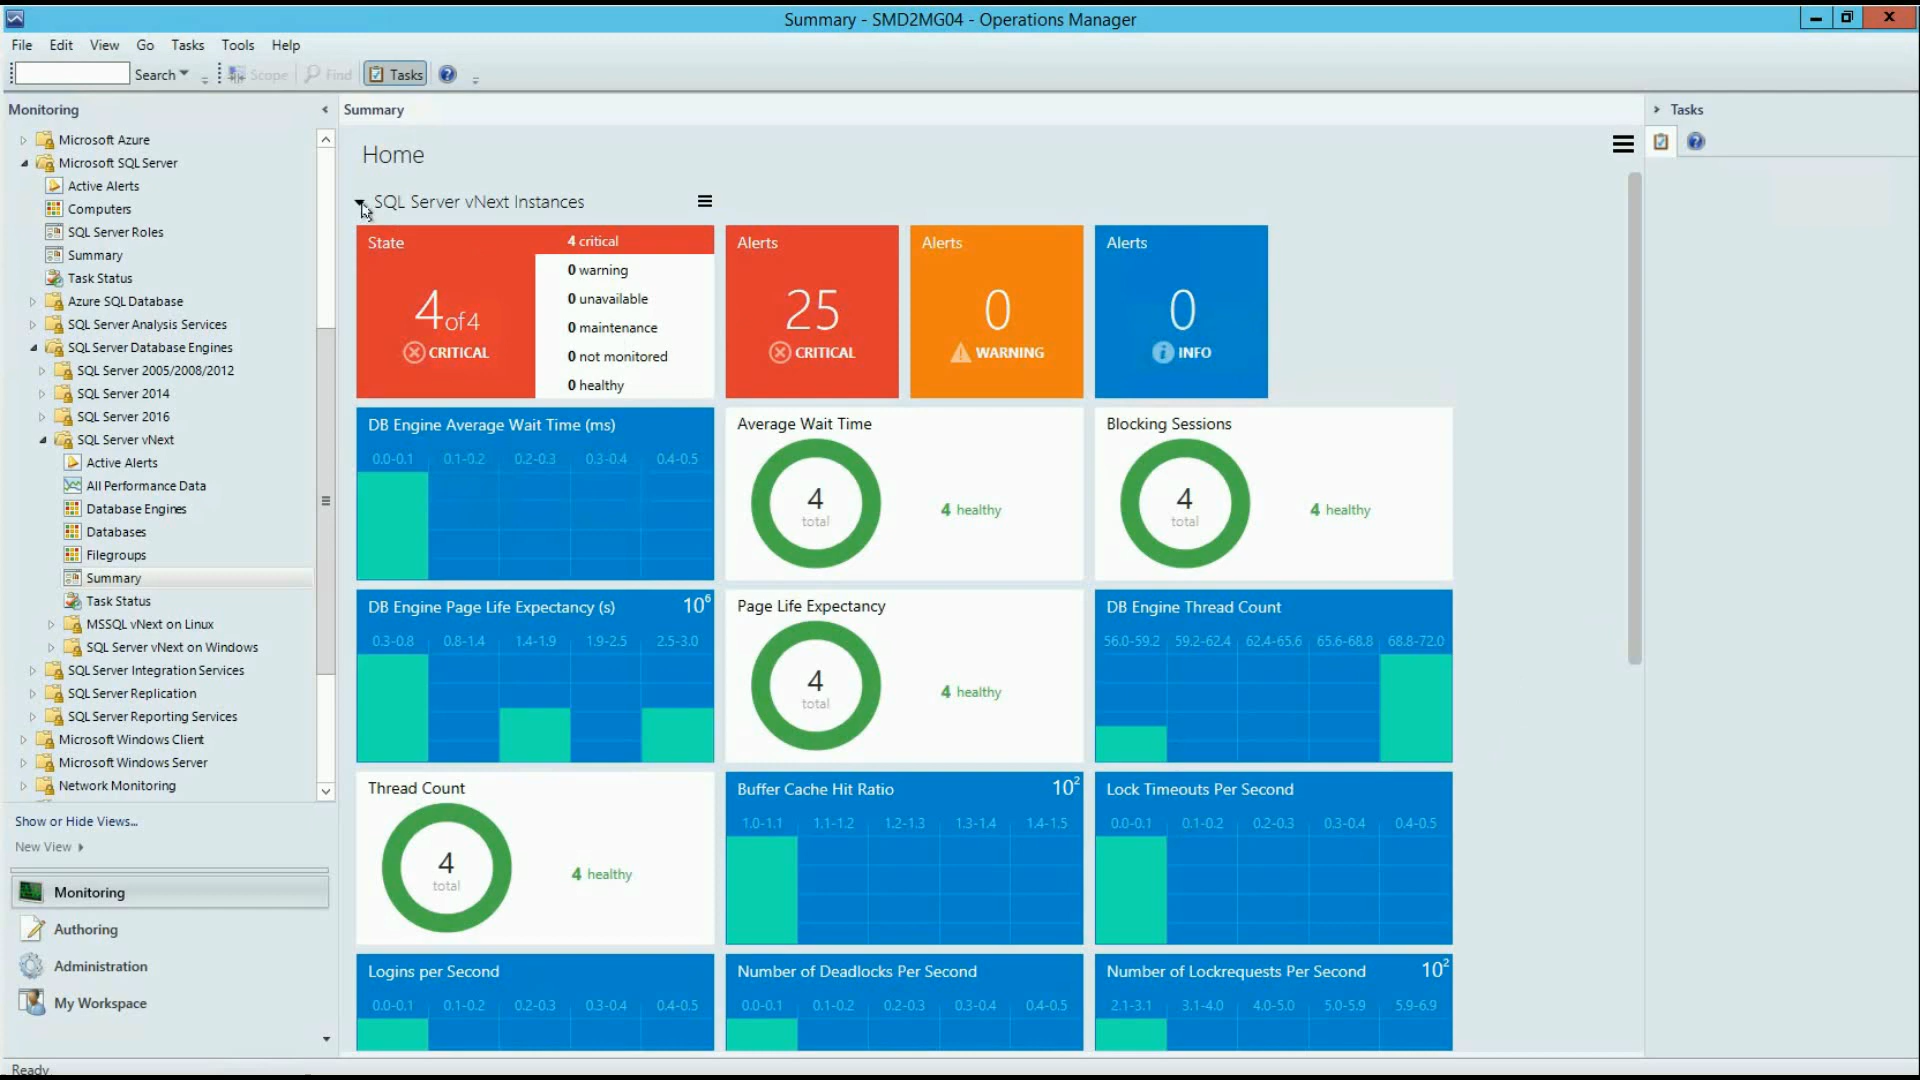 Summary - SMD2MG04 - Operations Manager
File Edit View Go Tasks Tools Help
Search Scope Find Tasks
Monitoring
Microsoft Azure
Microsoft SQL Server
Active Alerts
Computers
SQL Server Roles
Summary
Task Status
Azure SQL Database
SQL Server Analysis Services
SQL Server Database Engines
SQL Server 2005/2008/2012
SQL Server 2014
SQL Server 2016
SQL Server vNext
Active Alerts
All Performance Data
Database Engines
Databases
Filegroups
Summary
Task Status
MSSQL vNext on Linux
SQL Server vNext on Windows
SQL Server Integration Services
SQL Server Replication
SQL Server Reporting Services
Microsoft Windows Client
Microsoft Windows Server
Network Monitoring
Show or Hide Views...
New View
Monitoring
Authoring
Administration
My Workspace
Ready
Summary
Home
SQL Server vNext Instances
State
4 of 4
CRITICAL
4 critical
0 warning
0 unavailable
0 maintenance
0 not monitored
0 healthy
Alerts
25
CRITICAL
Alerts
0
WARNING
Alerts
0
INFO
DB Engine Average Wait Time (ms)
0.0-0.1 0.1-0.2 0.2-0.3 0.3-0.4 0.4-0.5
Average Wait Time
4
total
4 healthy
Blocking Sessions
4
total
4 healthy
DB Engine Page Life Expectancy (s) 10⁶
0.3-0.8 0.8-1.4 1.4-1.9 1.9-2.5 2.5-3.0
Page Life Expectancy
4
total
4 healthy
DB Engine Thread Count
56.0-59.2 59.2-62.4 62.4-65.6 65.6-68.8 68.8-72.0
Thread Count
4
total
4 healthy
Buffer Cache Hit Ratio 10²
1.0-1.1 1.1-1.2 1.2-1.3 1.3-1.4 1.4-1.5
Lock Timeouts Per Second
0.0-0.1 0.1-0.2 0.2-0.3 0.3-0.4 0.4-0.5
Logins per Second
0.0-0.1 0.1-0.2 0.2-0.3 0.3-0.4 0.4-0.5
Number of Deadlocks Per Second
0.0-0.1 0.1-0.2 0.2-0.3 0.3-0.4 0.4-0.5
Number of Lockrequests Per Second 10²
2.1-3.1 3.1-4.0 4.0-5.0 5.0-5.9 5.9-6.9
Tasks